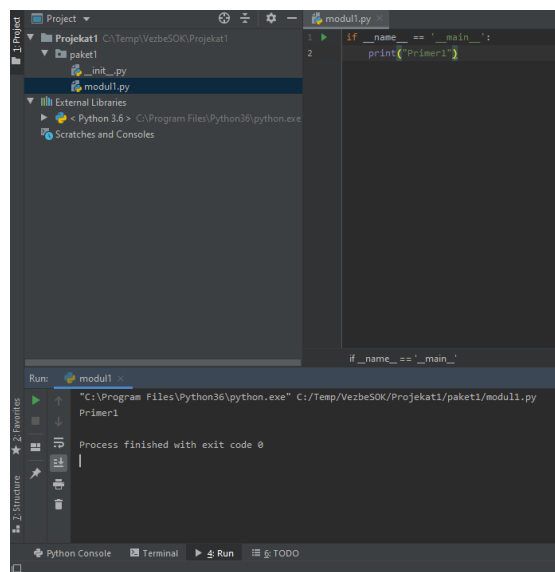 1: Project
Project
modul1.py
Projekat1 C:\Temp\VezbeSOK\Projekat1
paket1
__init__.py
modul1.py
External Libraries
< Python 3.6 > C:\Program Files\Python36\python.exe
Scratches and Consoles
1 if __name__ == '__main__':
2 print("Primer1")
if __name__ == '__main__'
Run: modul1
"C:\Program Files\Python36\python.exe" C:/Temp/VezbeSOK/Projekat1/paket1/modul1.py
Primer1
Process finished with exit code 0
2: Favorites
7: Structure
Python Console Terminal 4: Run 6: TODO